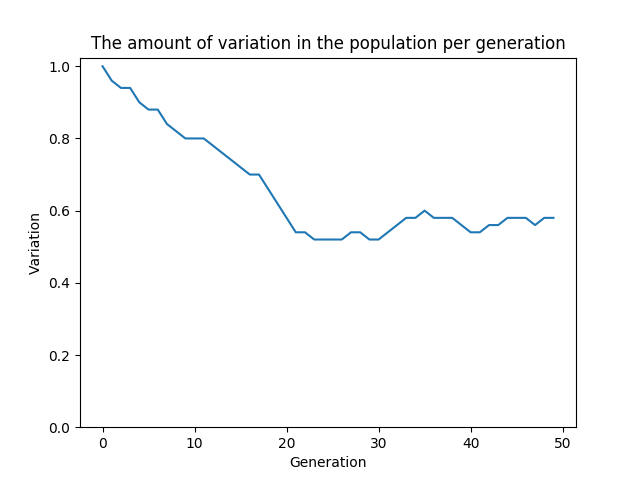 The amount of variation in the population per generation
1.0
0.8
0.6
0.4
0.2
0.0
Variation
0 10 20 30 40 50
Generation